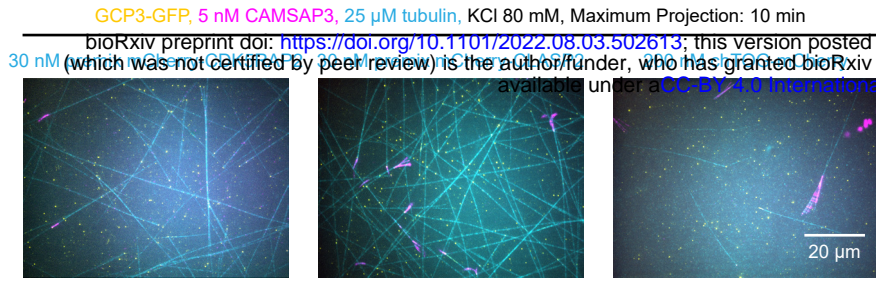 GCP3-GFP, 5 nM CAMSAP3, 25 µM tubulin, KCl 80 mM, Maximum Projection: 10 min
bioRxiv preprint doi: https://doi.org/10.1101/2022.08.03.502613; this version posted
(which was not certified by peer review) is the author/funder, who has granted bioRxiv
30 nM
available under aCC-BY 4.0 International
20 µm